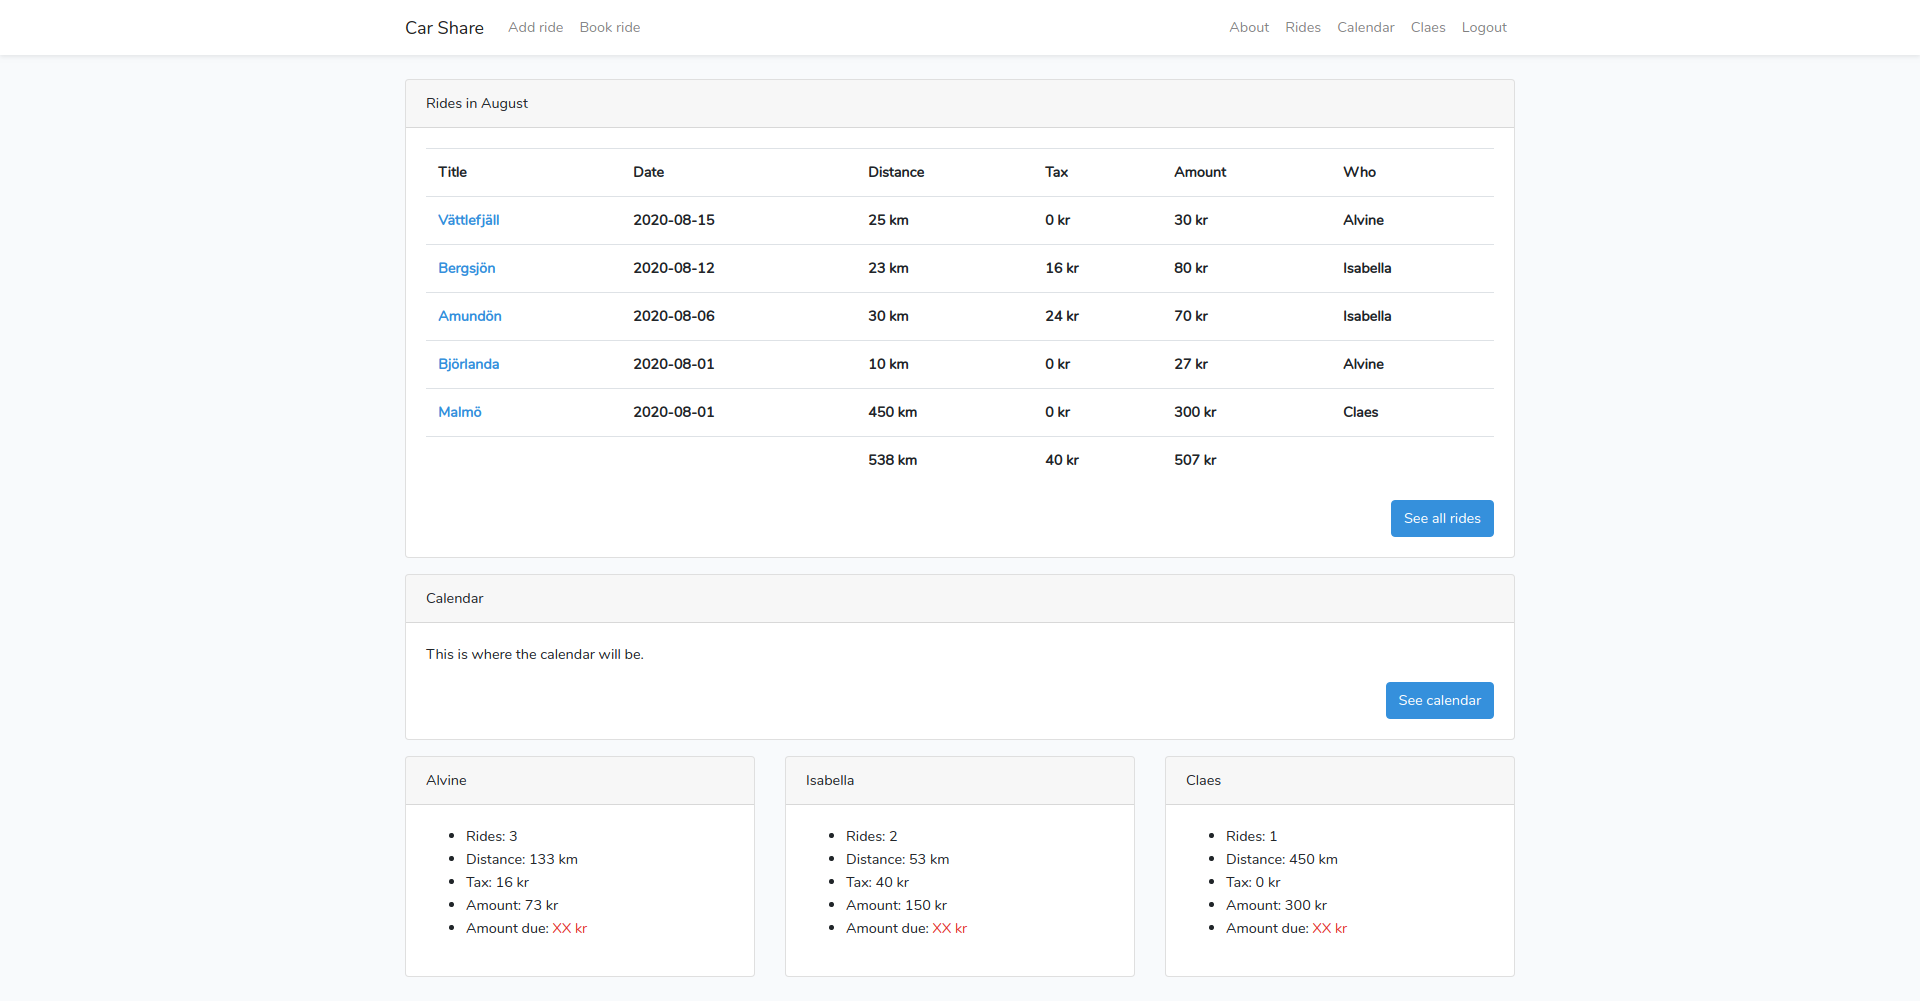 Car Share Add ride Book ride About Rides Calendar Claes Logout
Rides in August
Title Date Distance Tax Amount Who
Vättlefjäll 2020-08-15 25 km 0 kr 30 kr Alvine
Bergsjön 2020-08-12 23 km 16 kr 80 kr Isabella
Amundön 2020-08-06 30 km 24 kr 70 kr Isabella
Björlanda 2020-08-01 10 km 0 kr 27 kr Alvine
Malmö 2020-08-01 450 km 0 kr 300 kr Claes
538 km 40 kr 507 kr
See all rides
Calendar
This is where the calendar will be.
See calendar
Alvine
Rides: 3
Distance: 133 km
Tax: 16 kr
Amount: 73 kr
Amount due: XX kr
Isabella
Rides: 2
Distance: 53 km
Tax: 40 kr
Amount: 150 kr
Amount due: XX kr
Claes
Rides: 1
Distance: 450 km
Tax: 0 kr
Amount: 300 kr
Amount due: XX kr